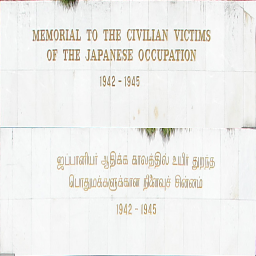 MEMORIAL TO THE CIVILIAN VICTIMS
OF THE JAPANESE OCCUPATION
1942 - 1945
ஜப்பானியர் ஆதிக்க காலத்தில் உயிர் துறந்த
பொதுமக்களுக்கான நினைவுச் சின்னம்
1942 - 1945